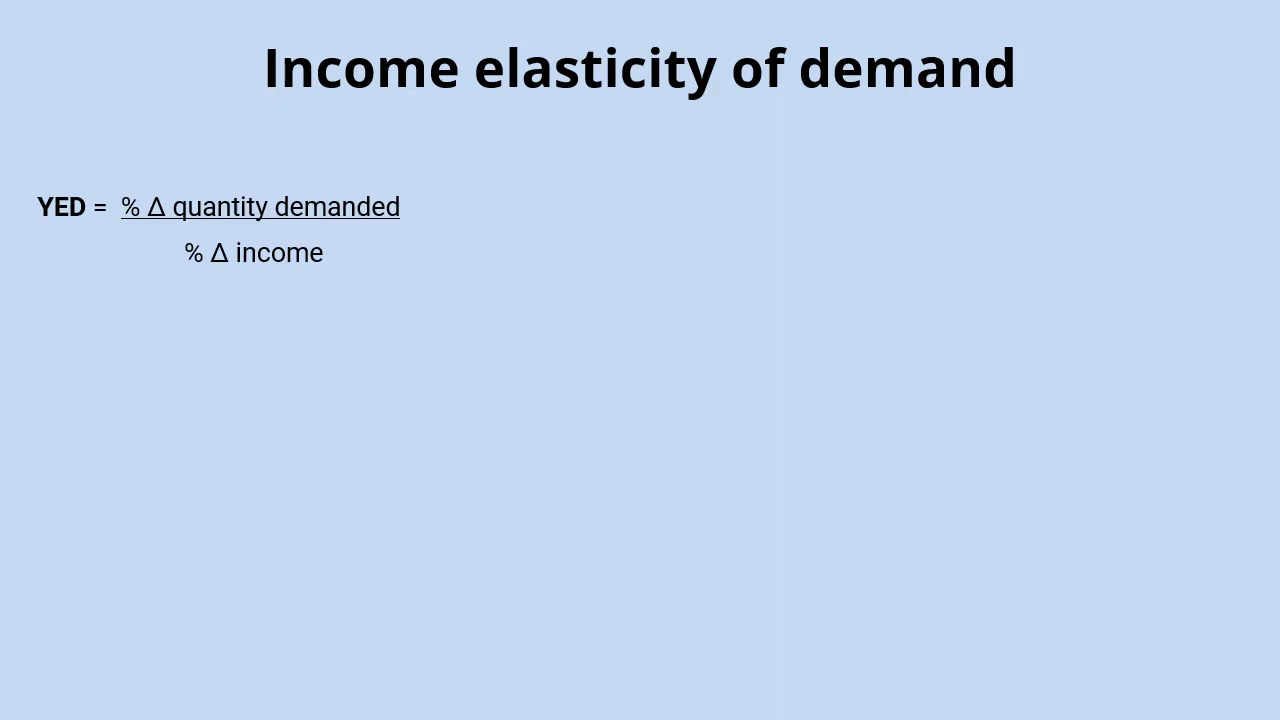 Income elasticity of demand
YED = % Δ quantity demanded
% Δ income